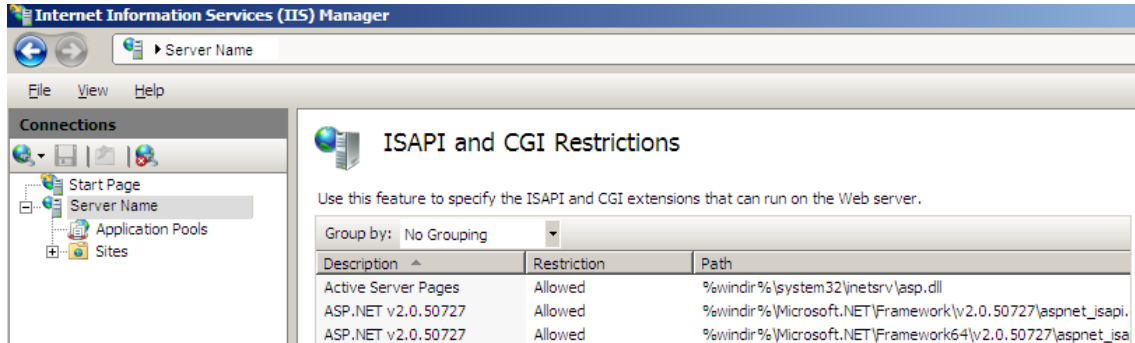 Internet Information Services (IIS) Manager
Server Name
File View Help
Connections
ISAPI and CGI Restrictions
Start Page
Server Name
Application Pools
Sites
Use this feature to specify the ISAPI and CGI extensions that can run on the Web server.
Group by: No Grouping
Description Restriction Path
Active Server Pages Allowed %windir%\system32\inetsrv\asp.dll
ASP.NET v2.0.50727 Allowed %windir%\Microsoft.NET\Framework\v2.0.50727\aspnet_isapi.
ASP.NET v2.0.50727 Allowed %windir%\Microsoft.NET\Framework64\v2.0.50727\aspnet_isa